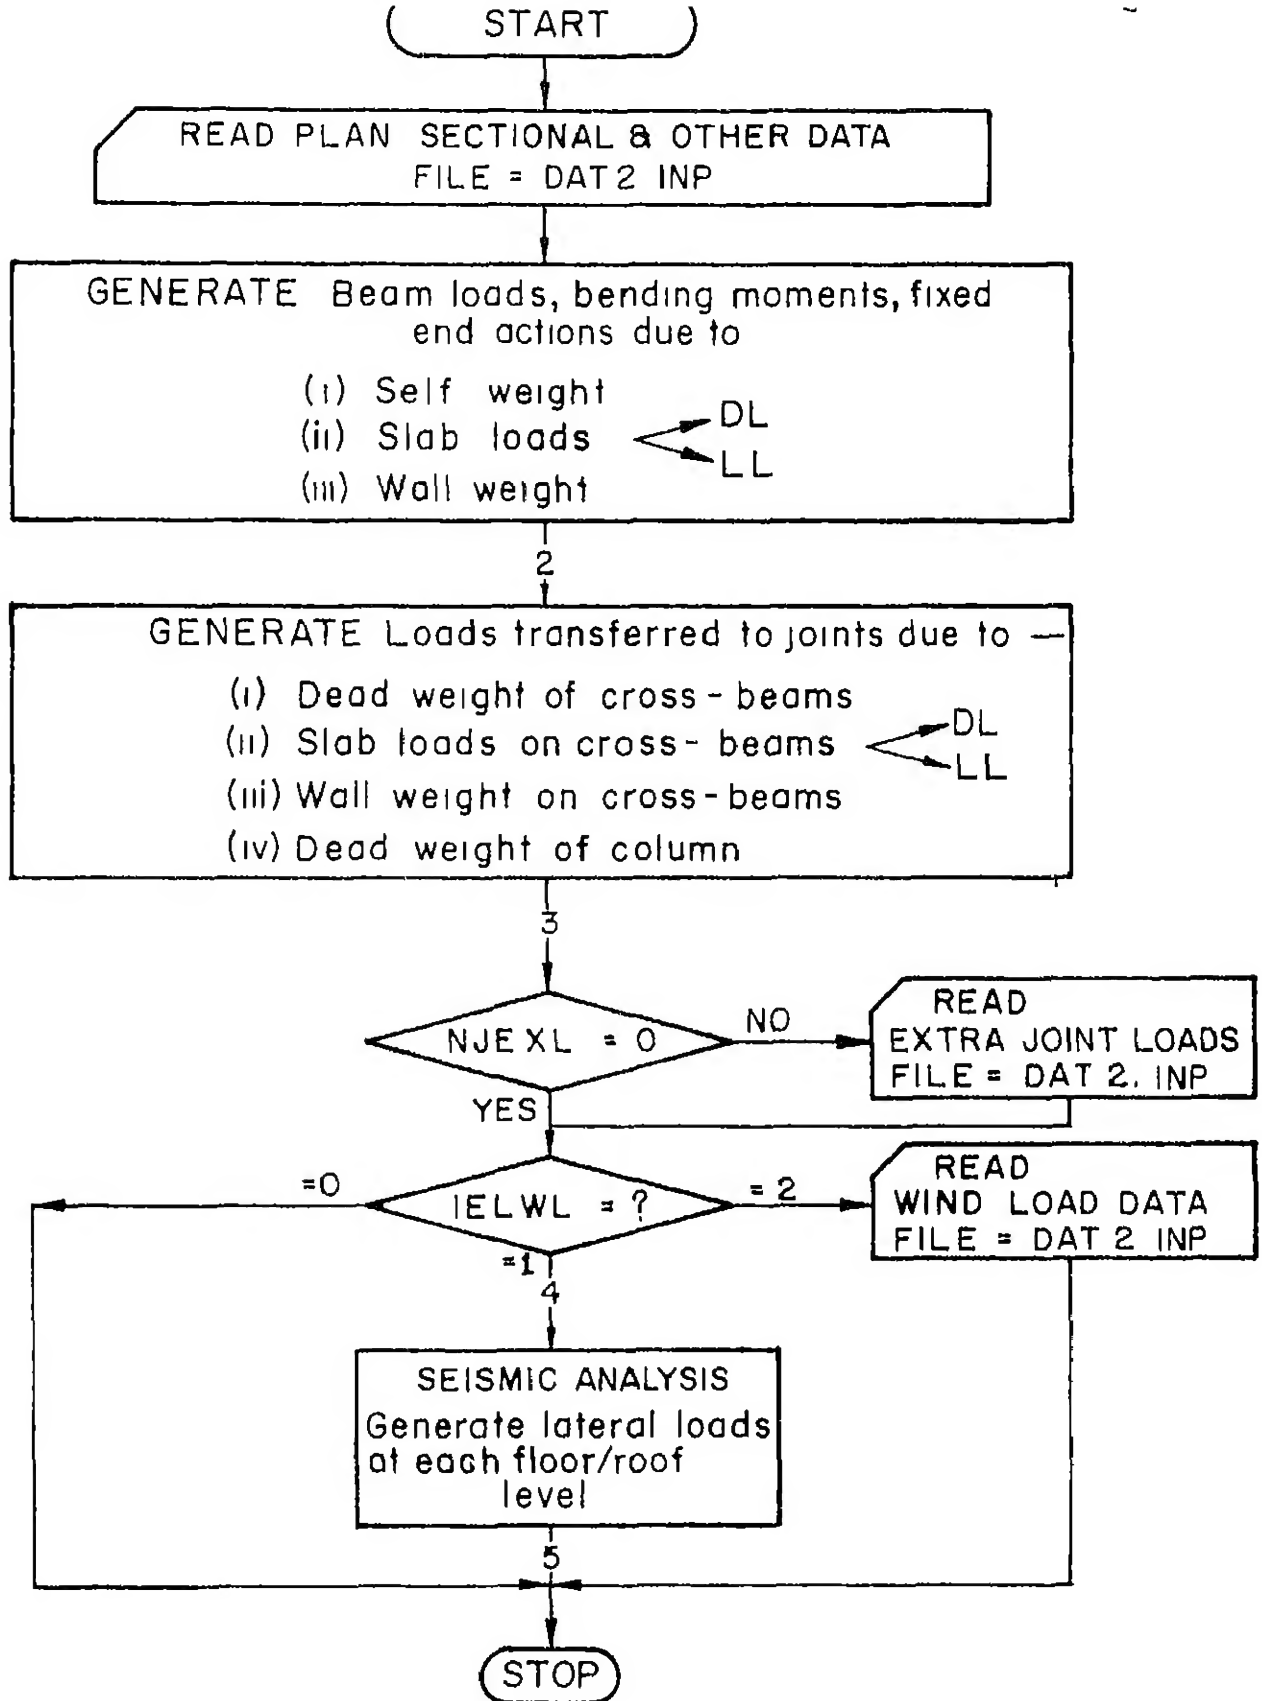 START
READ PLAN SECTIONAL & OTHER DATA
FILE = DAT2 INP
GENERATE Beam loads, bending moments, fixed
end actions due to
(i) Self weight
(ii) Slab loads
DL
LL
(iii) Wall weight
2
GENERATE Loads transferred to joints due to —
(i) Dead weight of cross-beams
(ii) Slab loads on cross-beams
DL
LL
(iii) Wall weight on cross-beams
(iv) Dead weight of column
3
NJEXL = 0
NO
READ
EXTRA JOINT LOADS
FILE = DAT 2. INP
YES
=0
IELWL = ?
=2
READ
WIND LOAD DATA
FILE = DAT 2 INP
=1
4
SEISMIC ANALYSIS
Generate lateral loads
at each floor/roof
level
5
STOP